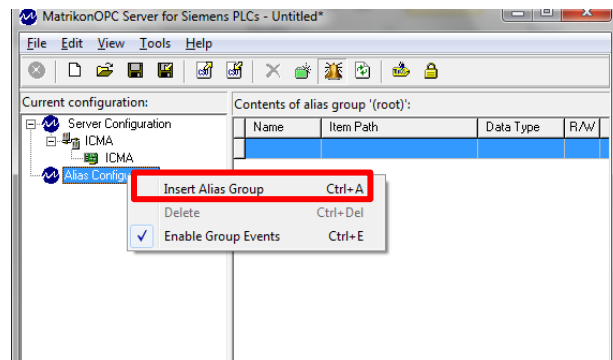 MatrikonOPC Server for Siemens PLCs - Untitled*
File Edit View Tools Help
Current configuration:
Contents of alias group '(root)':
Server Configuration
Name Item Path Data Type R/W
ICMA
ICMA
Alias Config
Insert Alias Group Ctrl+A
Delete Ctrl+Del
Enable Group Events Ctrl+E